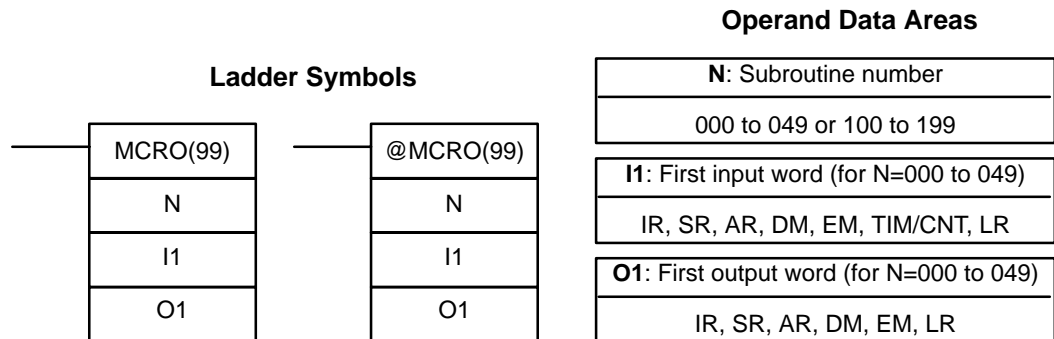 Operand Data Areas
Ladder Symbols
MCRO(99)
N
I1
O1
@MCRO(99)
N
I1
O1
N: Subroutine number
000 to 049 or 100 to 199
I1: First input word (for N=000 to 049)
IR, SR, AR, DM, EM, TIM/CNT, LR
O1: First output word (for N=000 to 049)
IR, SR, AR, DM, EM, LR